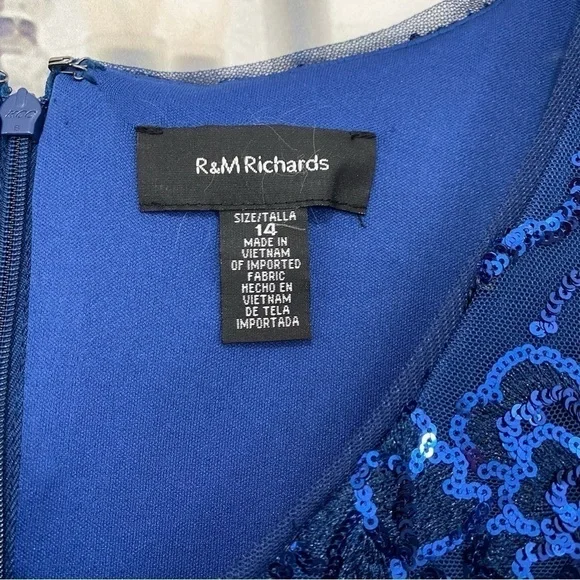 R&M Richards
SIZE/TALLA
14
MADE IN
VIETNAM
OF IMPORTED
FABRIC
HECHO EN
VIETNAM
DE TELA
IMPORTADA